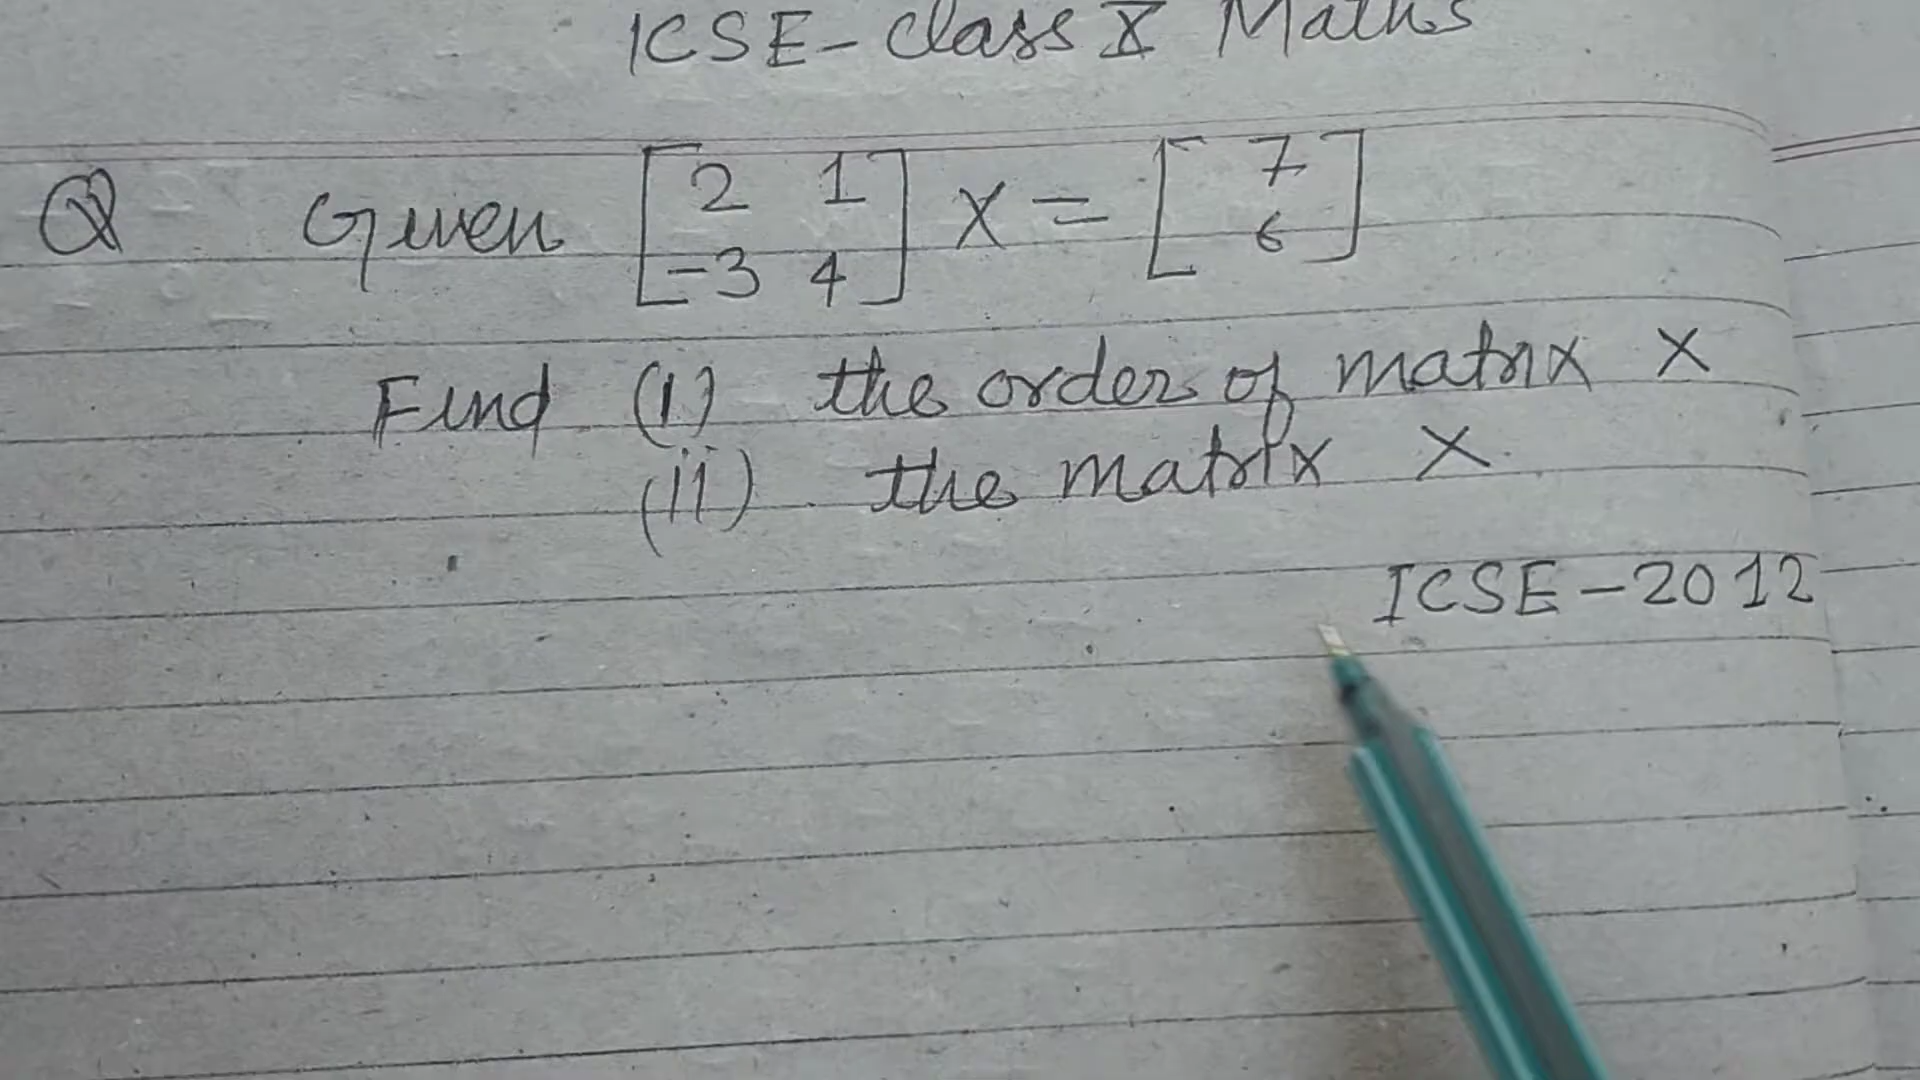 ICSE - Class X Maths
Q Given [2 1] X = [7]
[-3 4] [6]
Find (i) the order of matrix X
(ii) the matrix X
ICSE - 2012